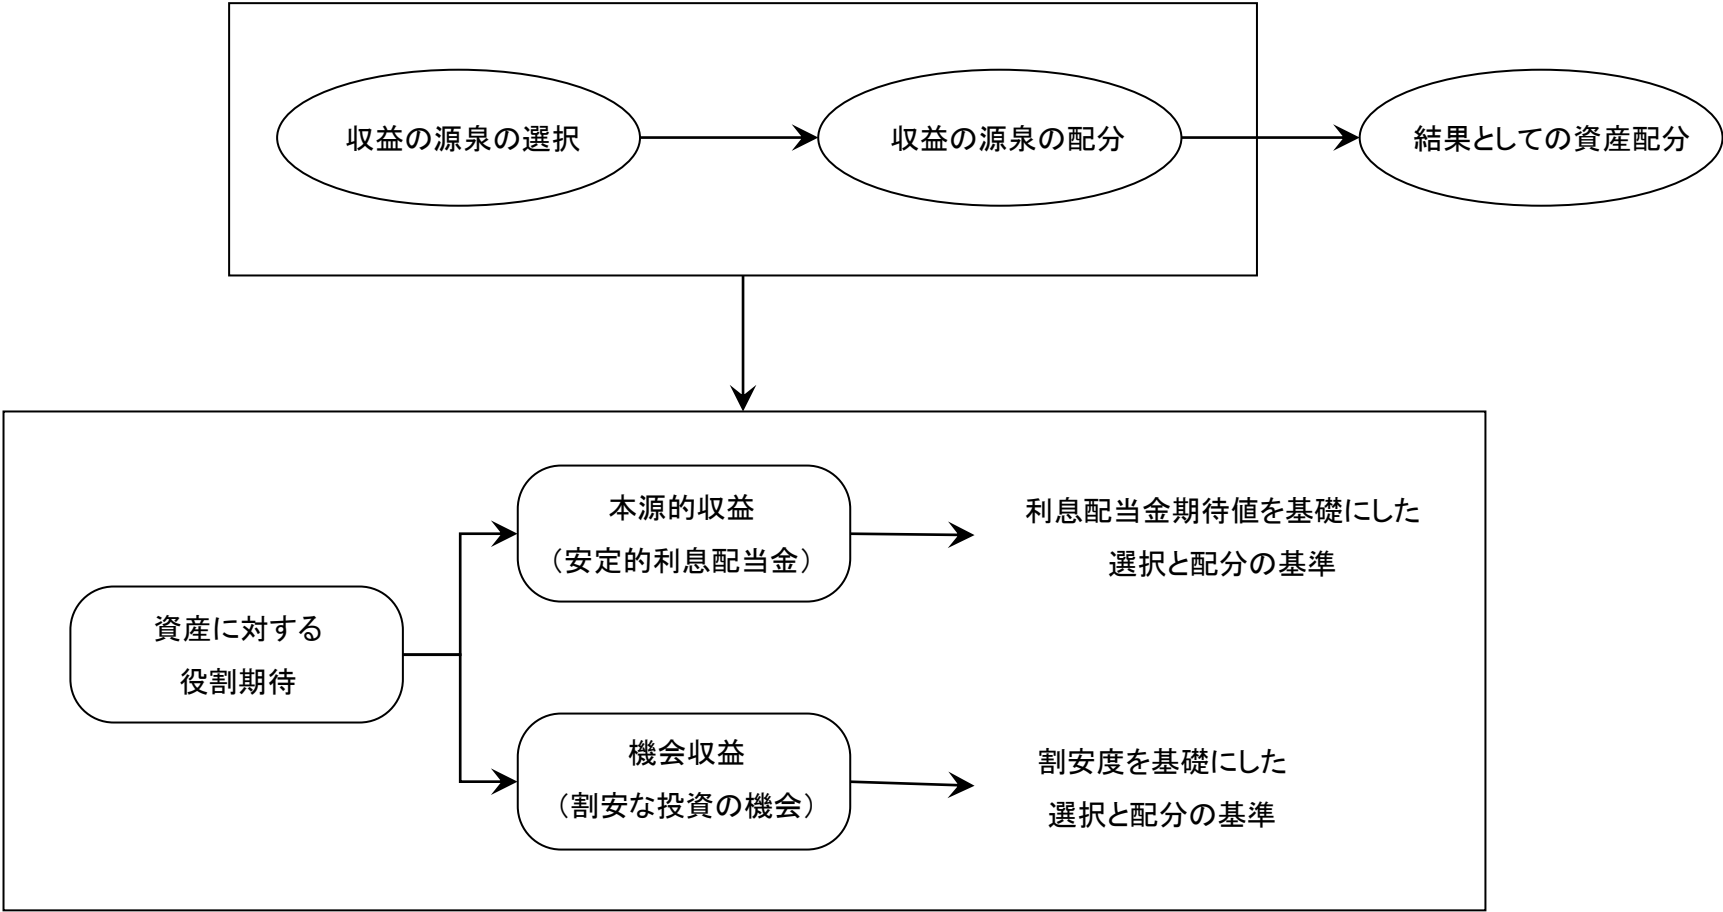 収益の源泉の選択
収益の源泉の配分
結果としての資産配分
本源的収益
（安定的利息配当金）
利息配当金期待値を基礎にした
選択と配分の基準
資産に対する
役割期待
機会収益
（割安な投資の機会）
割安度を基礎にした
選択と配分の基準